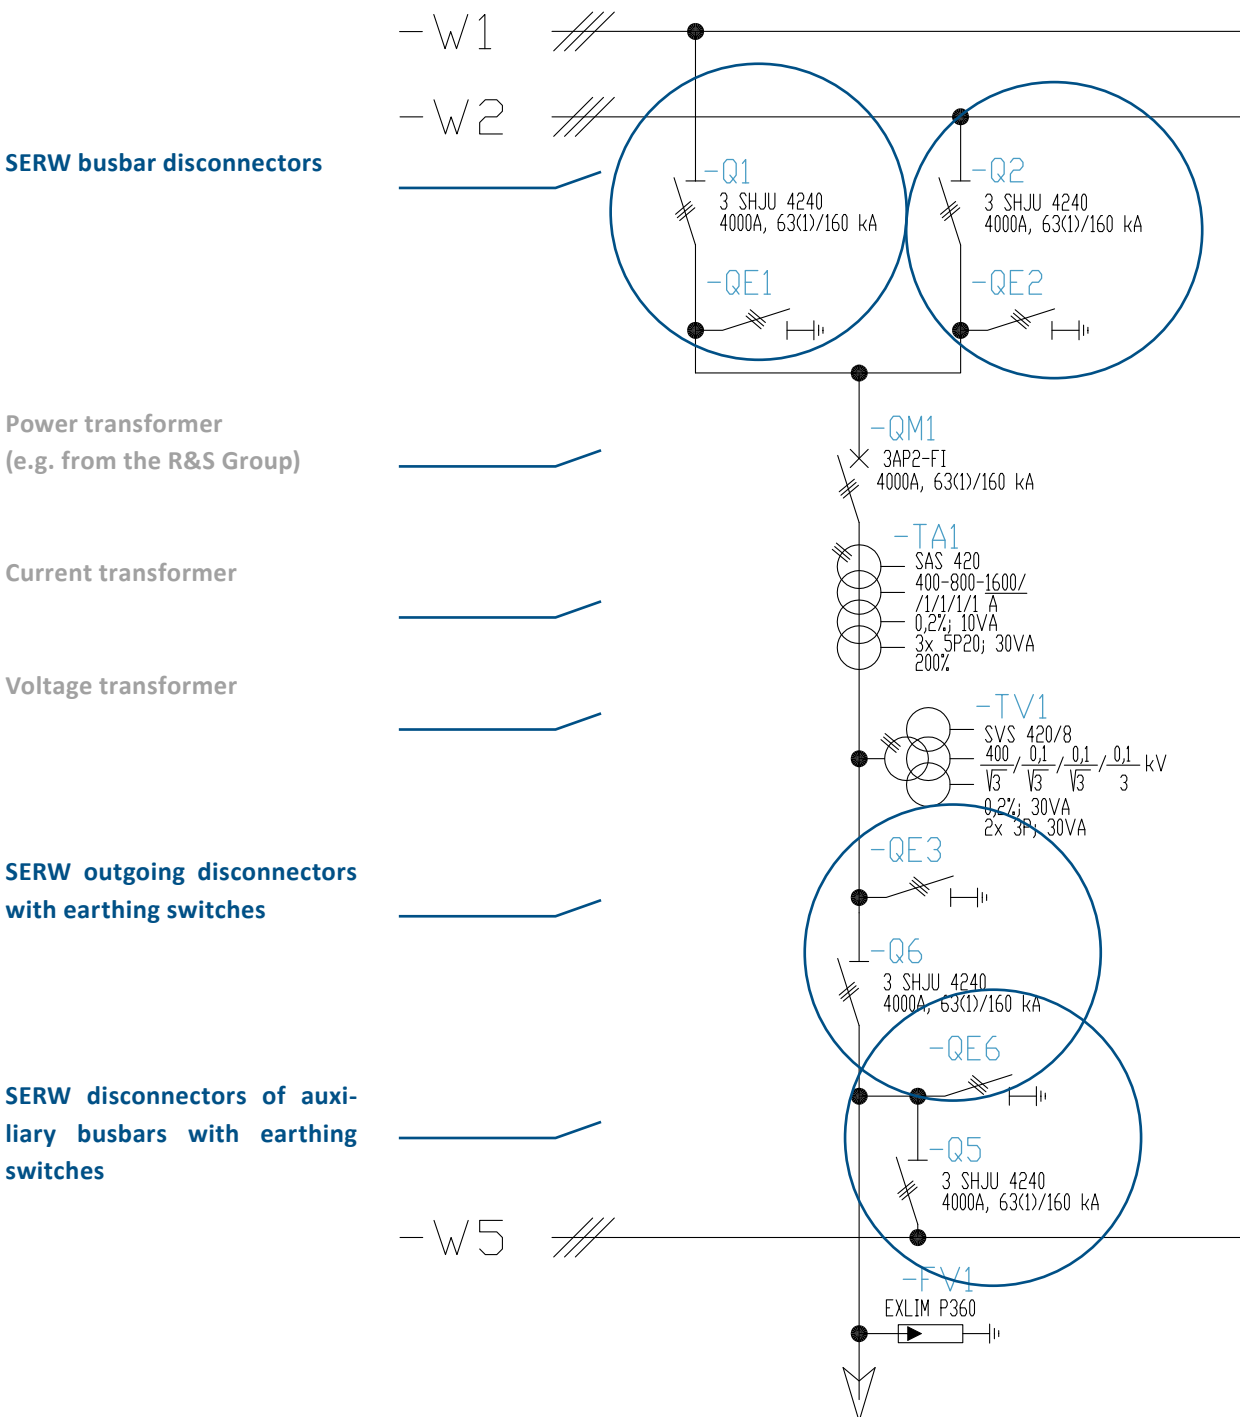 -W1
-W2
SERW busbar disconnectors
-Q1
3 SHJU 4240
4000A, 63(1)/160 kA
-Q2
3 SHJU 4240
4000A, 63(1)/160 kA
-QE1
-QE2
Power transformer
(e.g. from the R&S Group)
-QM1
3AP2-FI
4000A, 63(1)/160 kA
Current transformer
-TA1
SAS 420
400-800-1600/
/1/1/1/1 A
0,2%; 10VA
3x 5P20; 30VA
200%
Voltage transformer
-TV1
SVS 420/8
400/√3 / 0,1/√3 / 0,1/√3 / 0,1/3 kV
0,2%; 30VA
2x 3P; 30VA
SERW outgoing disconnectors
with earthing switches
-QE3
-Q6
3 SHJU 4240
4000A, 63(1)/160 kA
-QE6
SERW disconnectors of auxi-
liary busbars with earthing
switches
-Q5
3 SHJU 4240
4000A, 63(1)/160 kA
-W5
-FV1
EXLIM P360